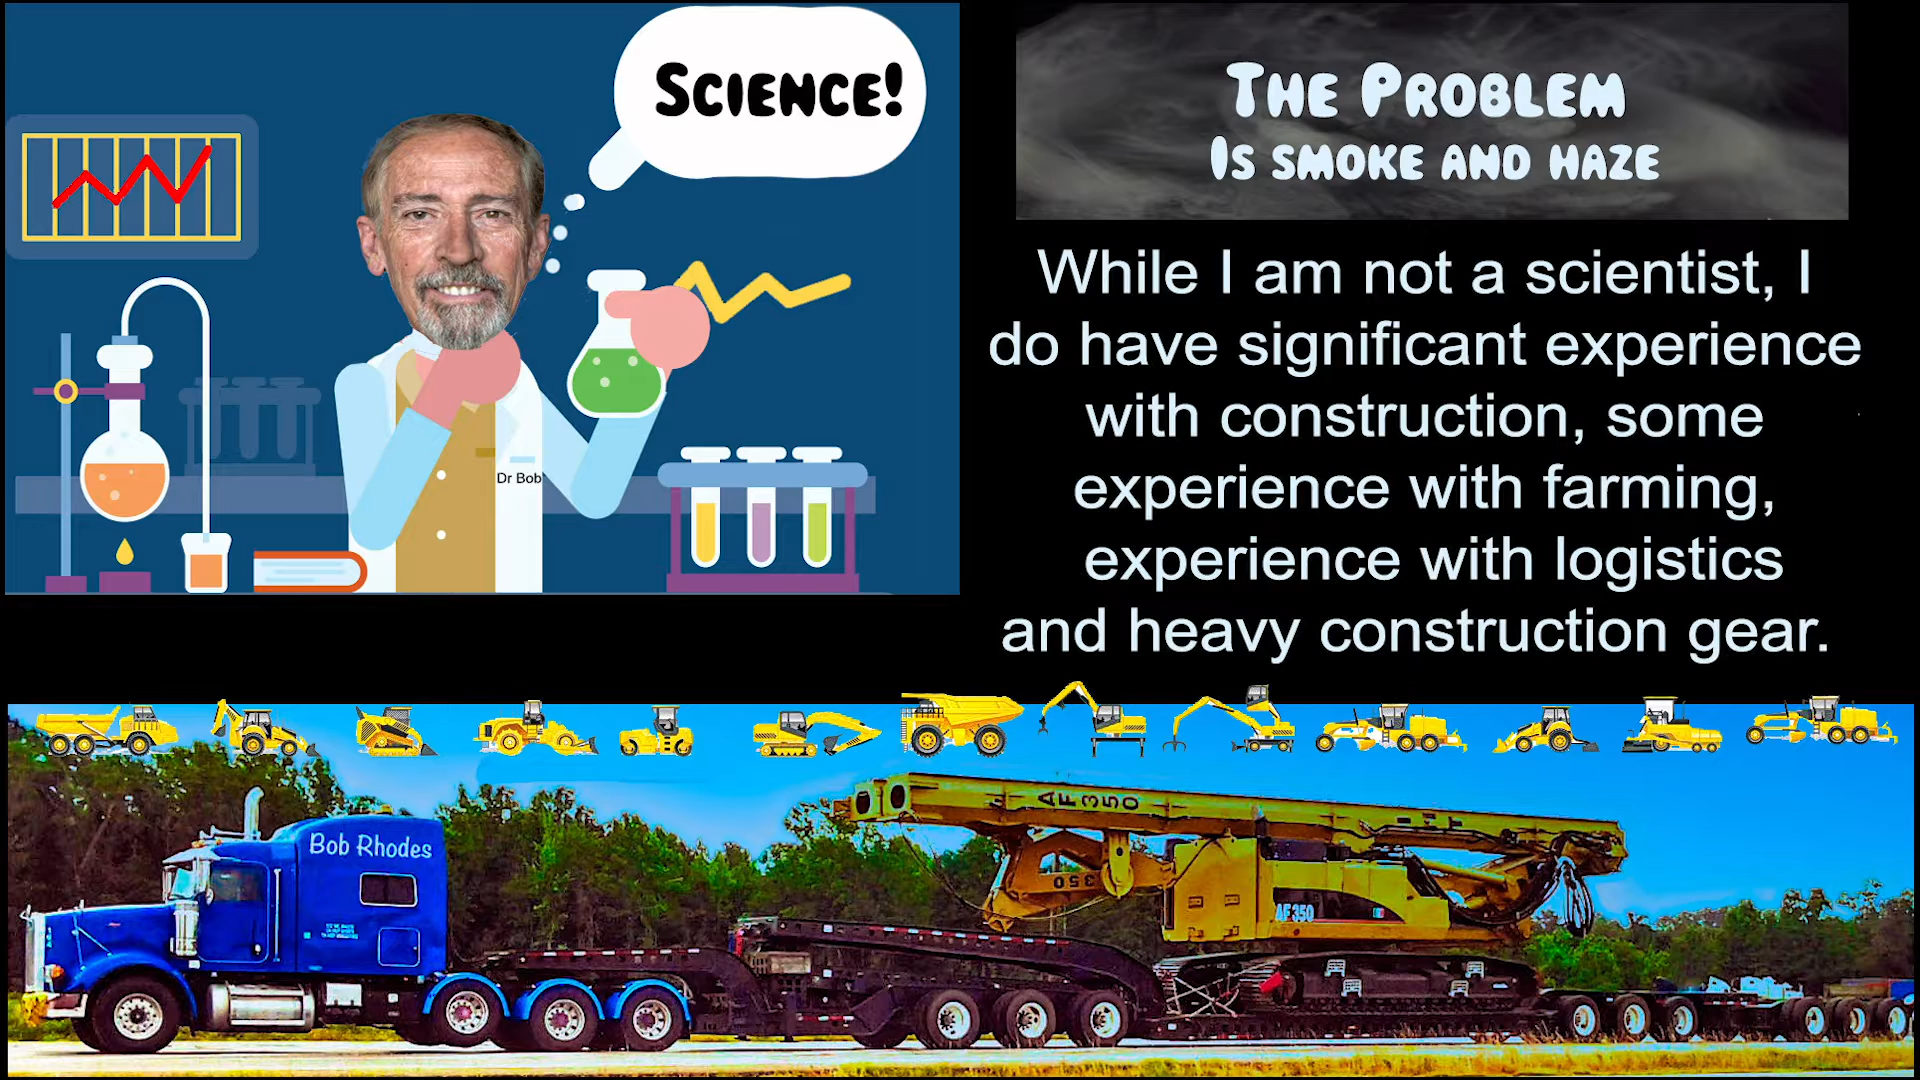 Science!
Dr Bob
The Problem
Is smoke and haze
While I am not a scientist, I
do have significant experience
with construction, some
experience with farming,
experience with logistics
and heavy construction gear.
AF350
Bob Rhodes
350
AF350